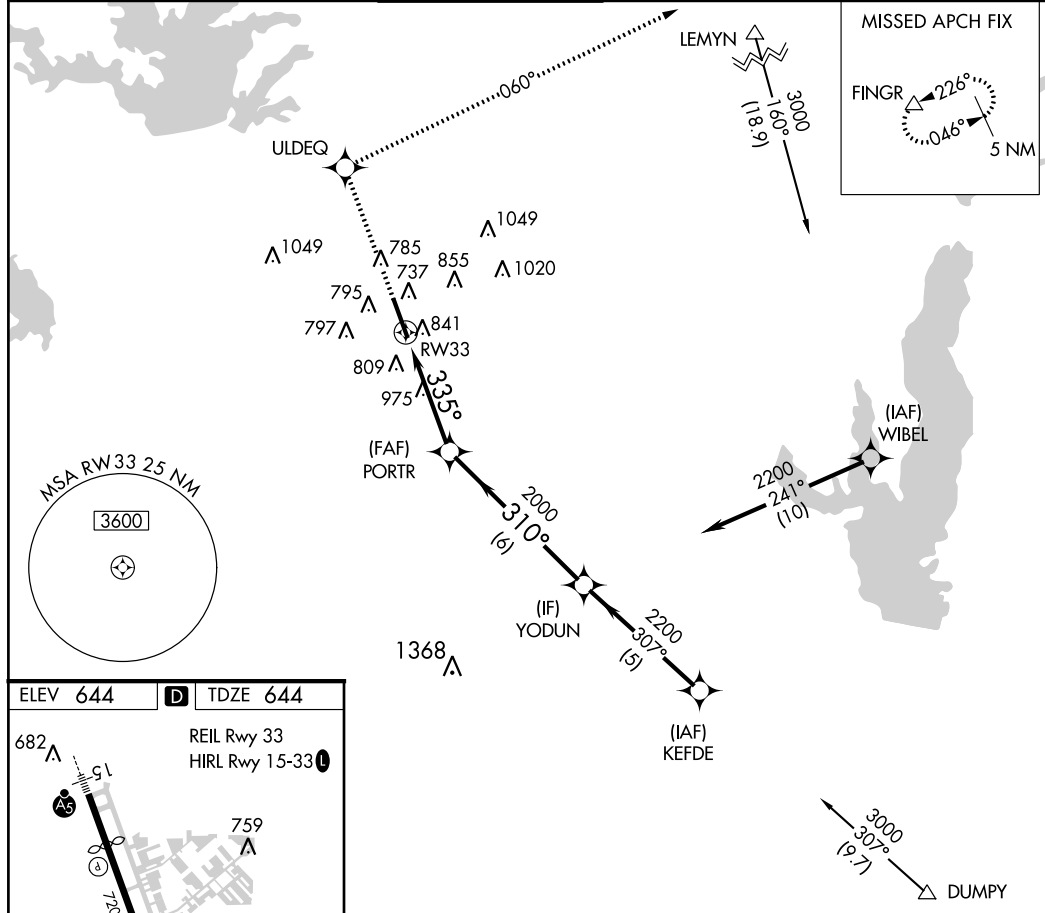 MISSED APCH FIX
FINGR
226°
046°
5 NM
LEMYN
3000
160°
(18.9)
060°
ULDEQ
1049
1049
785
855
1020
737
795
797
841
RW33
809
975
335°
(FAF)
PORTR
(IAF)
WIBEL
2200
241°
(10)
MSA RW33 25 NM
3600
2000
310°
(6)
(IF)
YODUN
2200
307°
(5)
1368
(IAF)
KEFDE
3000
307°
(9.7)
DUMPY
ELEV 644
D
TDZE 644
REIL Rwy 33
HIRL Rwy 15-33 L
682
15
A5
759
P
720